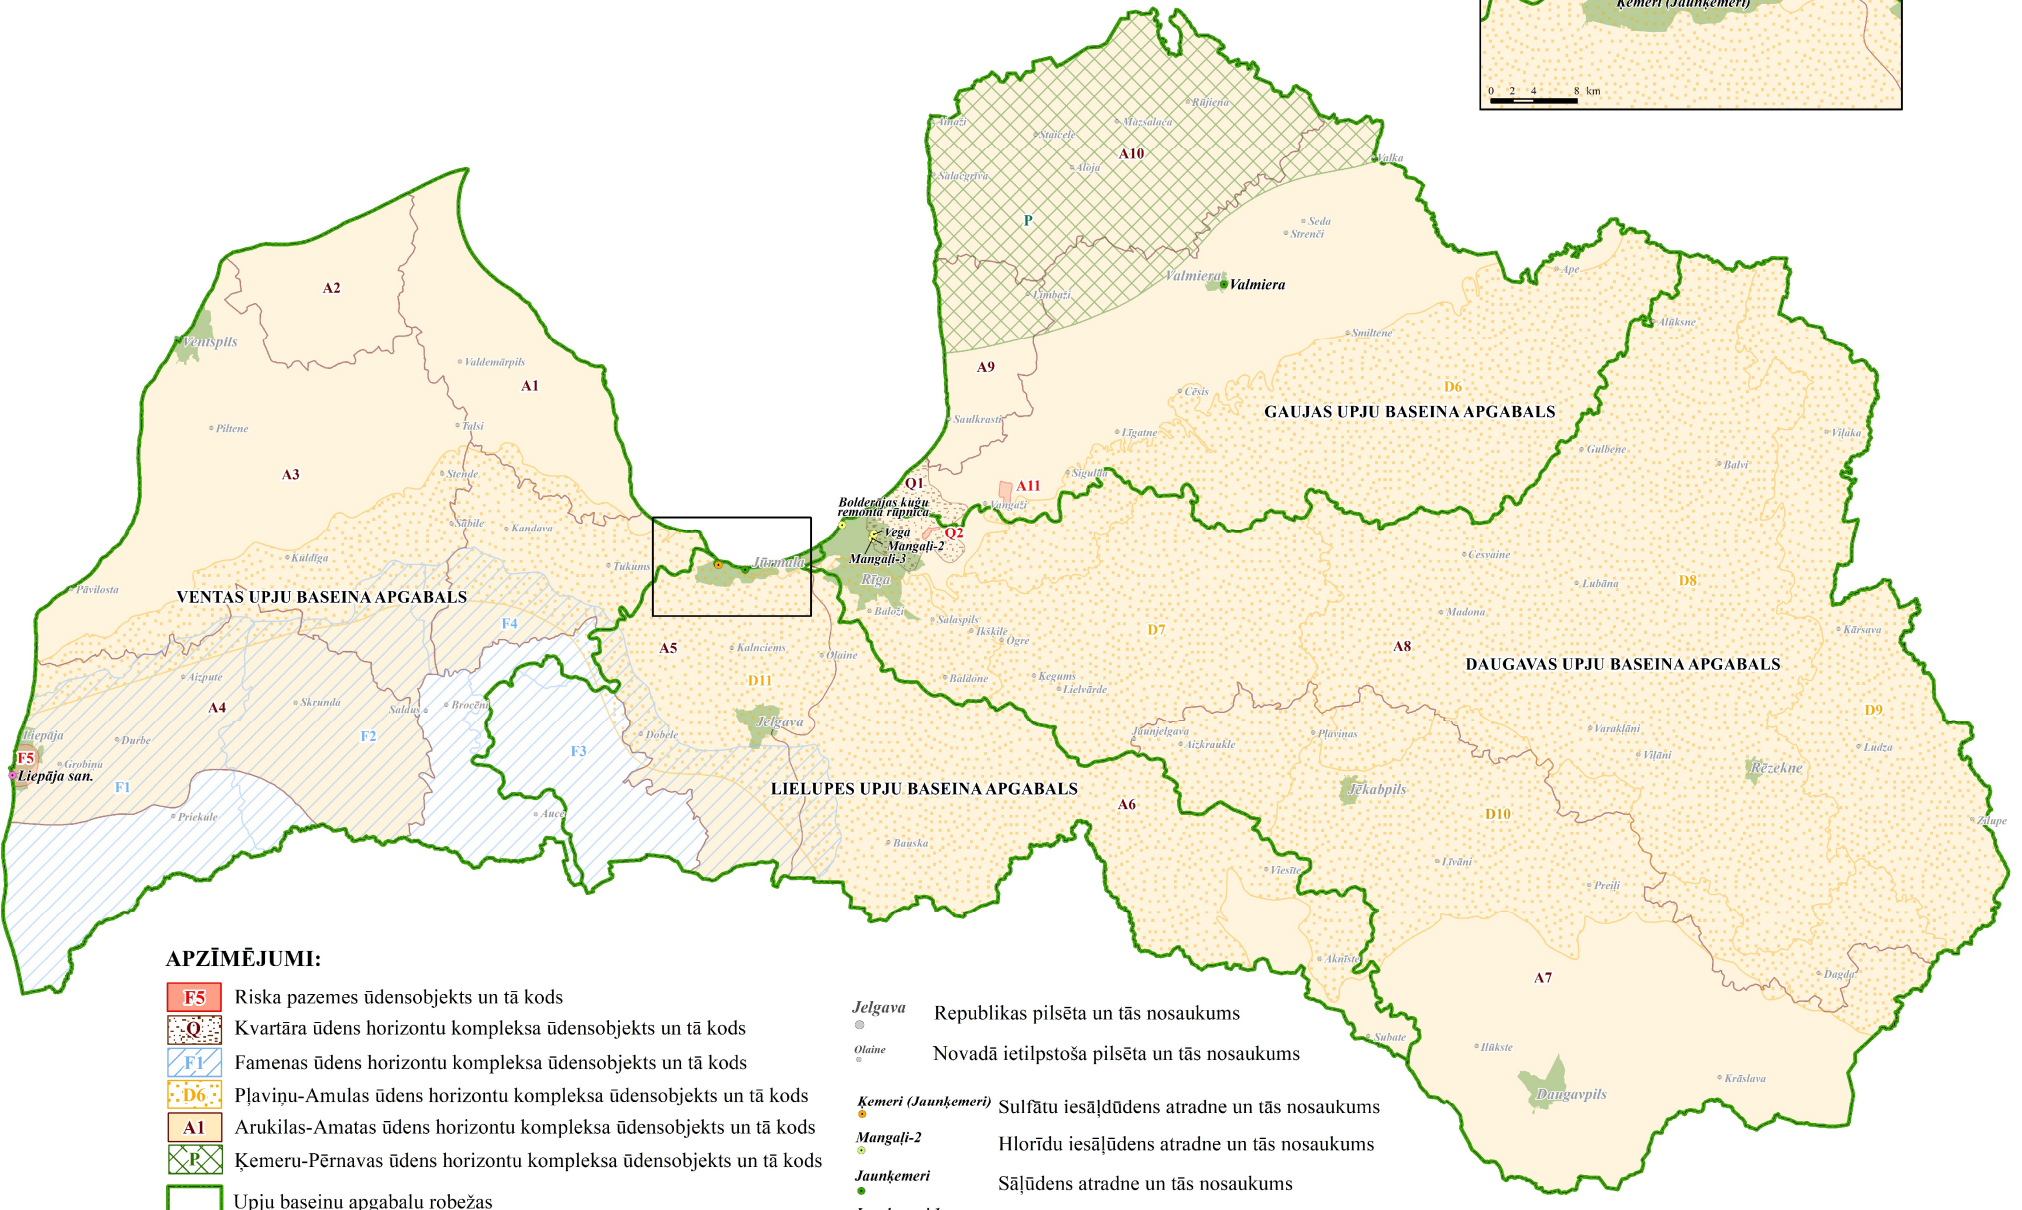 Ķemeri (Jaunķemeri)
0 2 4 8 km
Rūjiena
Ainaži
Staicele
Mazsalaca
A10
Valka
Aloja
Salacgrīva
P
Seda
Strenči
Ape
A2
Valmiera
Valmiera
Limbaži
Alūksne
Ventspils
Smiltene
Valdemārpils
A9
A1
D6
Cēsis
GAUJAS UPJU BASEINA APGABALS
Saulkrasti
Piltene
Talsi
Līgatne
Viļaka
Gulbene
Balvi
A3
Stende
Sigulda
Q1
A11
Bolderājas kuģu
remonta rūpnīca
Vangaži
Sabile
Kandava
Vega
Q2
Mangaļi-2
Mangaļi-3
Kuldīga
Tukums
Jūrmala
Cesvaine
Rīga
D8
Lubāna
Pāvilosta
VENTAS UPJU BASEINA APGABALS
Baloži
Salaspils
Madona
F4
Ikšķile
Ogre
D7
Kārsava
A5
Kalnciems
Olaine
A8
DAUGAVAS UPJU BASEINA APGABALS
Aizpute
D11
Baldone
Ķegums
Lielvārde
Skrunda
Saldus
Brocēni
A4
D9
Liepāja
Durbe
F2
Dobele
Jelgava
Jaunjelgava
Aizkraukle
Pļaviņas
Varakļāni
F3
Viļāni
Ludza
F5
Grobiņa
Liepāja san.
Rēzekne
F1
LIELUPES UPJU BASEINA APGABALS
Jēkabpils
A6
D10
Priekule
Auce
Zilupe
Bauska
Līvāni
Viesīte
Preiļi
Aknīste
A7
Dagda
Subate
Ilūkste
Krāslava
Daugavpils
APZĪMĒJUMI:
F5 Riska pazemes ūdensobjekts un tā kods
Q Kvartāra ūdens horizontu kompleksa ūdensobjekts un tā kods
F1 Famenas ūdens horizontu kompleksa ūdensobjekts un tā kods
D6 Pļaviņu-Amulas ūdens horizontu kompleksa ūdensobjekts un tā kods
A1 Arukilas-Amatas ūdens horizontu kompleksa ūdensobjekts un tā kods
P Ķemeru-Pērnavas ūdens horizontu kompleksa ūdensobjekts un tā kods
Upju baseinu apgabalu robežas
Jelgava Republikas pilsēta un tās nosaukums
Olaine Novadā ietilpstoša pilsēta un tās nosaukums
Ķemeri (Jaunķemeri) Sulfātu iesāļdūdens atradne un tās nosaukums
Mangaļi-2 Hlorīdu iesāļūdens atradne un tās nosaukums
Jaunķemeri Sāļūdens atradne un tās nosaukums